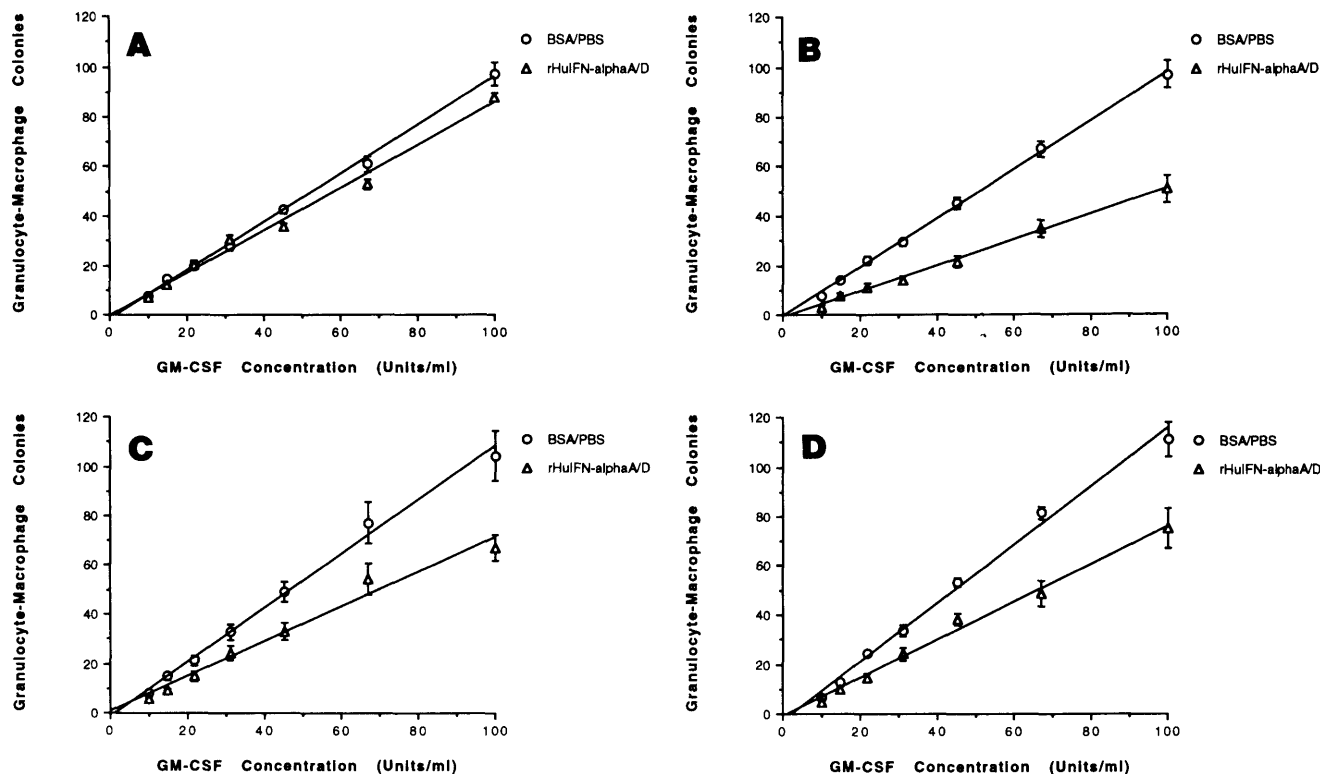 A
Granulocyte-Macrophage Colonies
120
100
80
60
40
20
0
0 20 40 60 80 100
GM-CSF Concentration (Units/ml)
BSA/PBS
rHuIFN-alphaA/D
B
Granulocyte-Macrophage Colonies
120
100
80
60
40
20
0
0 20 40 60 80 100
GM-CSF Concentration (Units/ml)
BSA/PBS
rHuIFN-alphaA/D
C
Granulocyte-Macrophage Colonies
120
100
80
60
40
20
0
0 20 40 60 80 100
GM-CSF Concentration (Units/ml)
BSA/PBS
rHuIFN-alphaA/D
D
Granulocyte-Macrophage Colonies
120
100
80
60
40
20
0
0 20 40 60 80 100
GM-CSF Concentration (Units/ml)
BSA/PBS
rHuIFN-alphaA/D